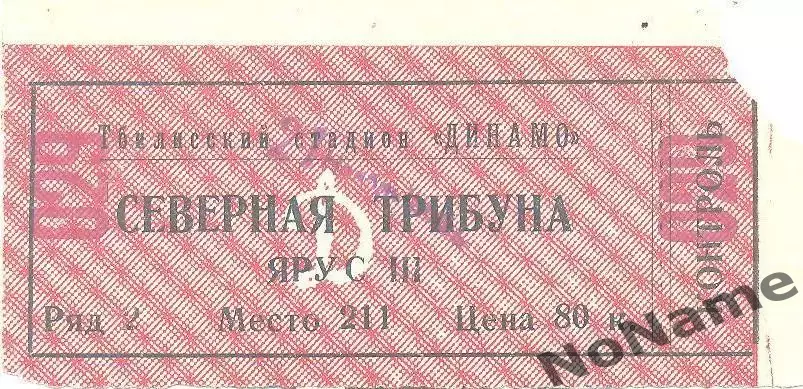 Тбилисский стадион «ДИНАМО»
СЕВЕРНАЯ ТРИБУНА
ЯРУС III
Ряд 2 Место 211 Цена 80 к.
КОНТРОЛЬ
NoName